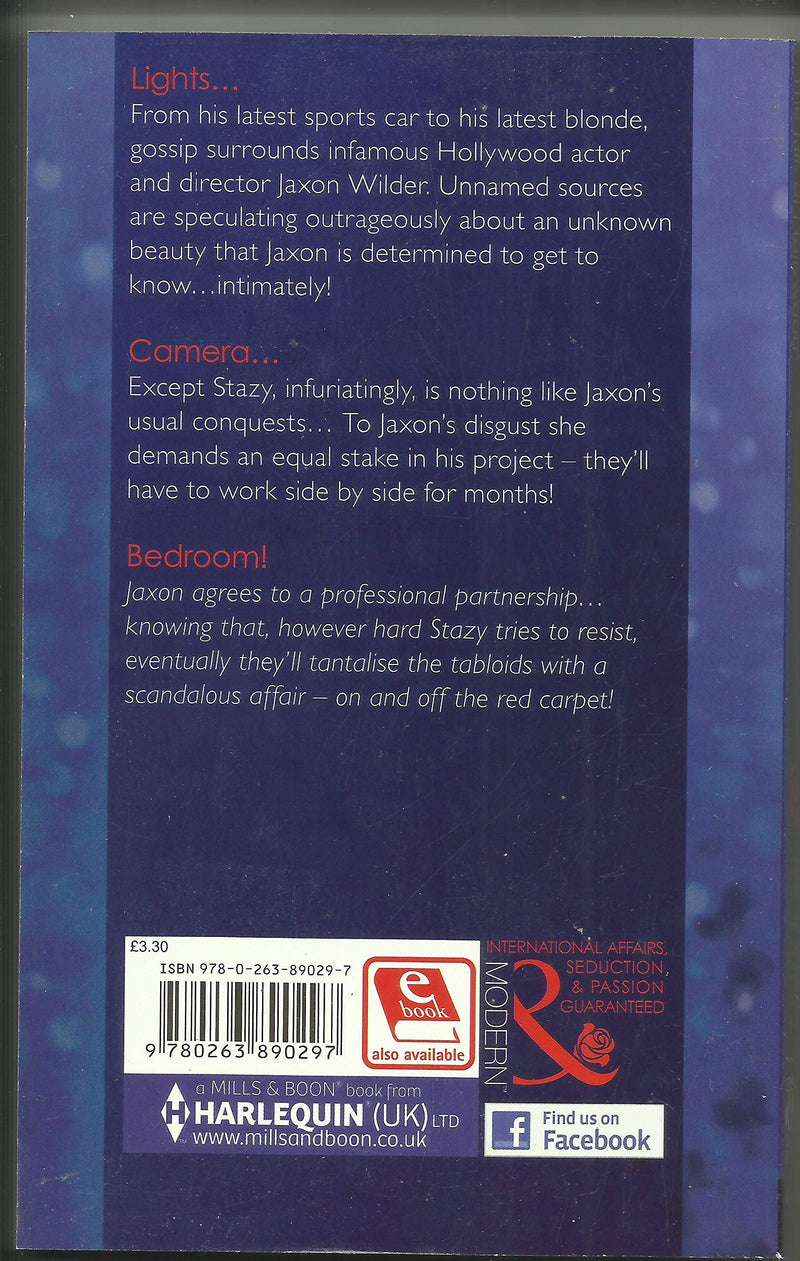 Lights...
From his latest sports car to his latest blonde,
gossip surrounds infamous Hollywood actor
and director Jaxon Wilder. Unnamed sources
are speculating outrageously about an unknown
beauty that Jaxon is determined to get to
know...intimately!
Camera...
Except Stazy, infuriatingly, is nothing like Jaxon's
usual conquests... To Jaxon's disgust she
demands an equal stake in his project – they'll
have to work side by side for months!
Bedroom!
Jaxon agrees to a professional partnership...
knowing that, however hard Stazy tries to resist,
eventually they'll tantalise the tabloids with a
scandalous affair – on and off the red carpet!
£3.30
ISBN 978-0-263-89029-7
9 780263 890297
e
book
also available
a MILLS & BOON® book from
HARLEQUIN™ (UK) LTD
www.millsandboon.co.uk
INTERNATIONAL AFFAIRS,
SEDUCTION
& PASSION
GUARANTEED
MODERN™
R
f
Find us on
Facebook